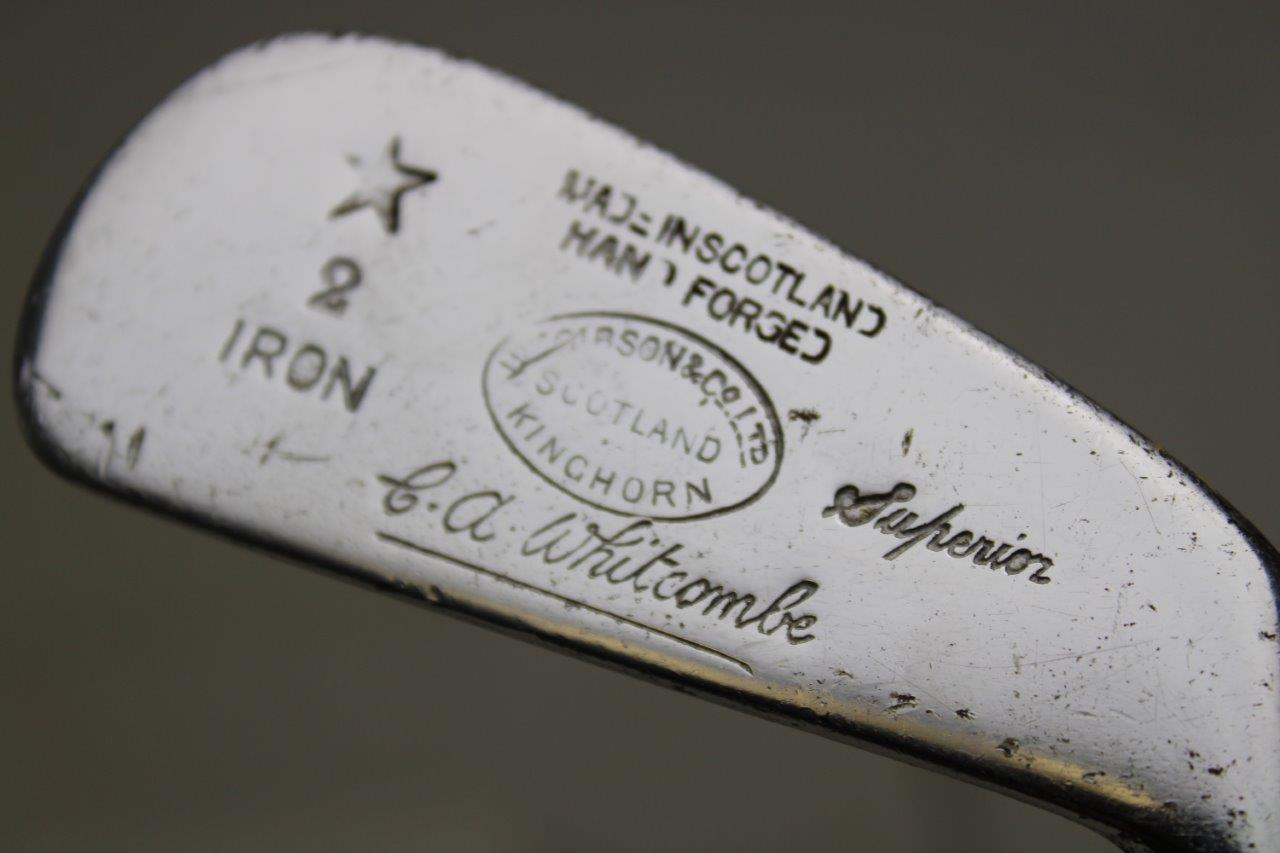 2
IRON
MADE IN SCOTLAND
HAND FORGED
GIBSON & CO LTD
SCOTLAND
KINGHORN
C. A. Whitcombe
Superior